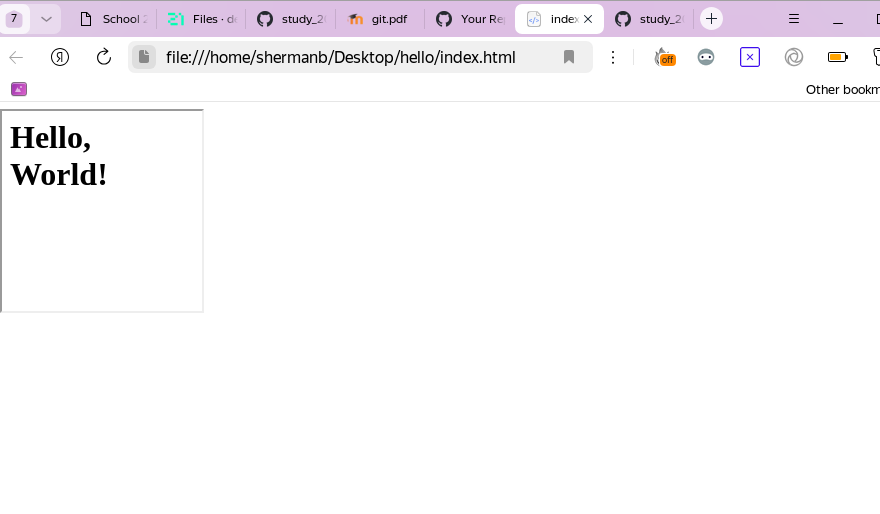 7
School 2
Files · de
study_20
git.pdf
Your Re
index
study_20
Я
file:///home/shermanb/Desktop/hello/index.html
off
Other bookm
Hello,
World!